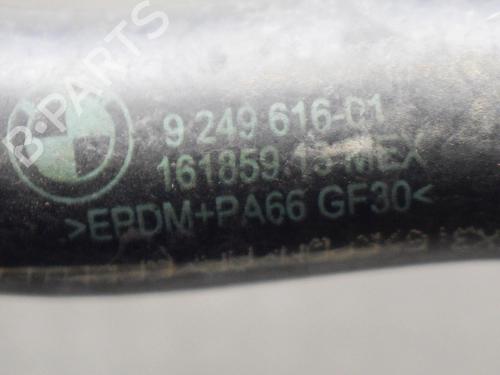 B-PARTS
9 249 616-01
161859.13 MEX
>EPDM+PA66 GF30<